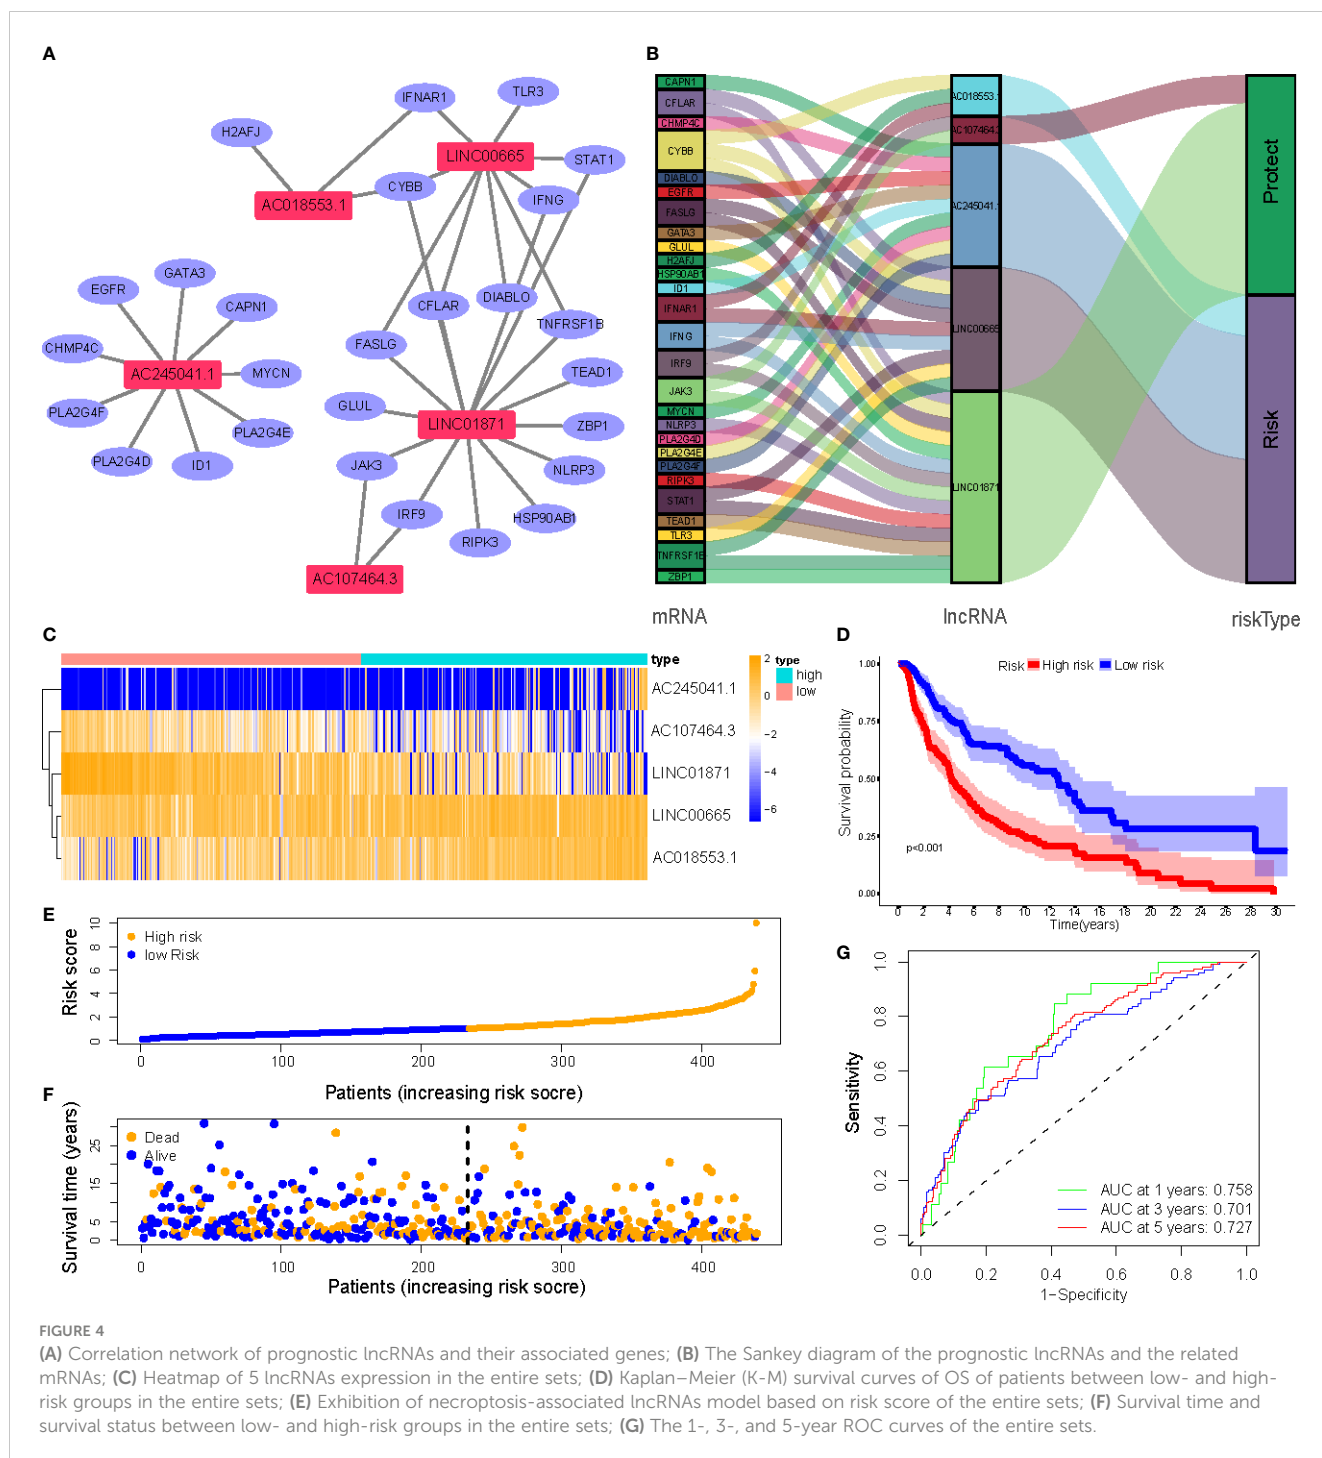 A
IFNAR1
TLR3
H2AFJ
LINC00665
STAT1
CYBB
IFNG
AC018553.1
GATA3
EGFR
CAPN1
CFLAR
DIABLO
TNFRSF1B
FASLG
CHMP4C
AC245041.1
MYCN
TEAD1
GLUL
PLA2G4F
LINC01871
ZBP1
PLA2G4E
PLA2G4D
ID1
JAK3
NLRP3
IRF9
HSP90AB1
RIPK3
AC107464.3
B
CAPN1
CFLAR
CHMP4C
CYBB
DIABLO
EGFR
FASLG
GATA3
GLUL
H2AFJ
HSP90AB1
ID1
IFNAR1
IFNG
IRF9
JAK3
MYCN
NLRP3
PLA2G4D
PLA2G4E
PLA2G4F
RIPK3
STAT1
TEAD1
TLR3
TNFRSF1B
ZBP1
AC018553.1
AC107464.3
AC245041.1
LINC00665
LINC01871
Protect
Risk
mRNA
lncRNA
riskType
C
type
AC245041.1
AC107464.3
LINC01871
LINC00665
AC018553.1
2
0
−2
−4
−6
type
high
low
D
Risk High risk Low risk
Survival probability
1.00
0.75
0.50
0.25
0.00
p<0.001
0 2 4 6 8 10 12 14 16 18 20 22 24 26 28 30
Time(years)
E
Risk score
10
8
6
4
2
0
High risk
low Risk
0 100 200 300 400
Patients (increasing risk socre)
F
Survival time (years)
25
15
5
0
Dead
Alive
0 100 200 300 400
Patients (increasing risk socre)
G
Sensitivity
1.0
0.8
0.6
0.4
0.2
0.0
AUC at 1 years: 0.758
AUC at 3 years: 0.701
AUC at 5 years: 0.727
0.0 0.2 0.4 0.6 0.8 1.0
1−Specificity
FIGURE 4
(A) Correlation network of prognostic lncRNAs and their associated genes; (B) The Sankey diagram of the prognostic lncRNAs and the related
mRNAs; (C) Heatmap of 5 lncRNAs expression in the entire sets; (D) Kaplan–Meier (K-M) survival curves of OS of patients between low- and high-
risk groups in the entire sets; (E) Exhibition of necroptosis-associated lncRNAs model based on risk score of the entire sets; (F) Survival time and
survival status between low- and high-risk groups in the entire sets; (G) The 1-, 3-, and 5-year ROC curves of the entire sets.